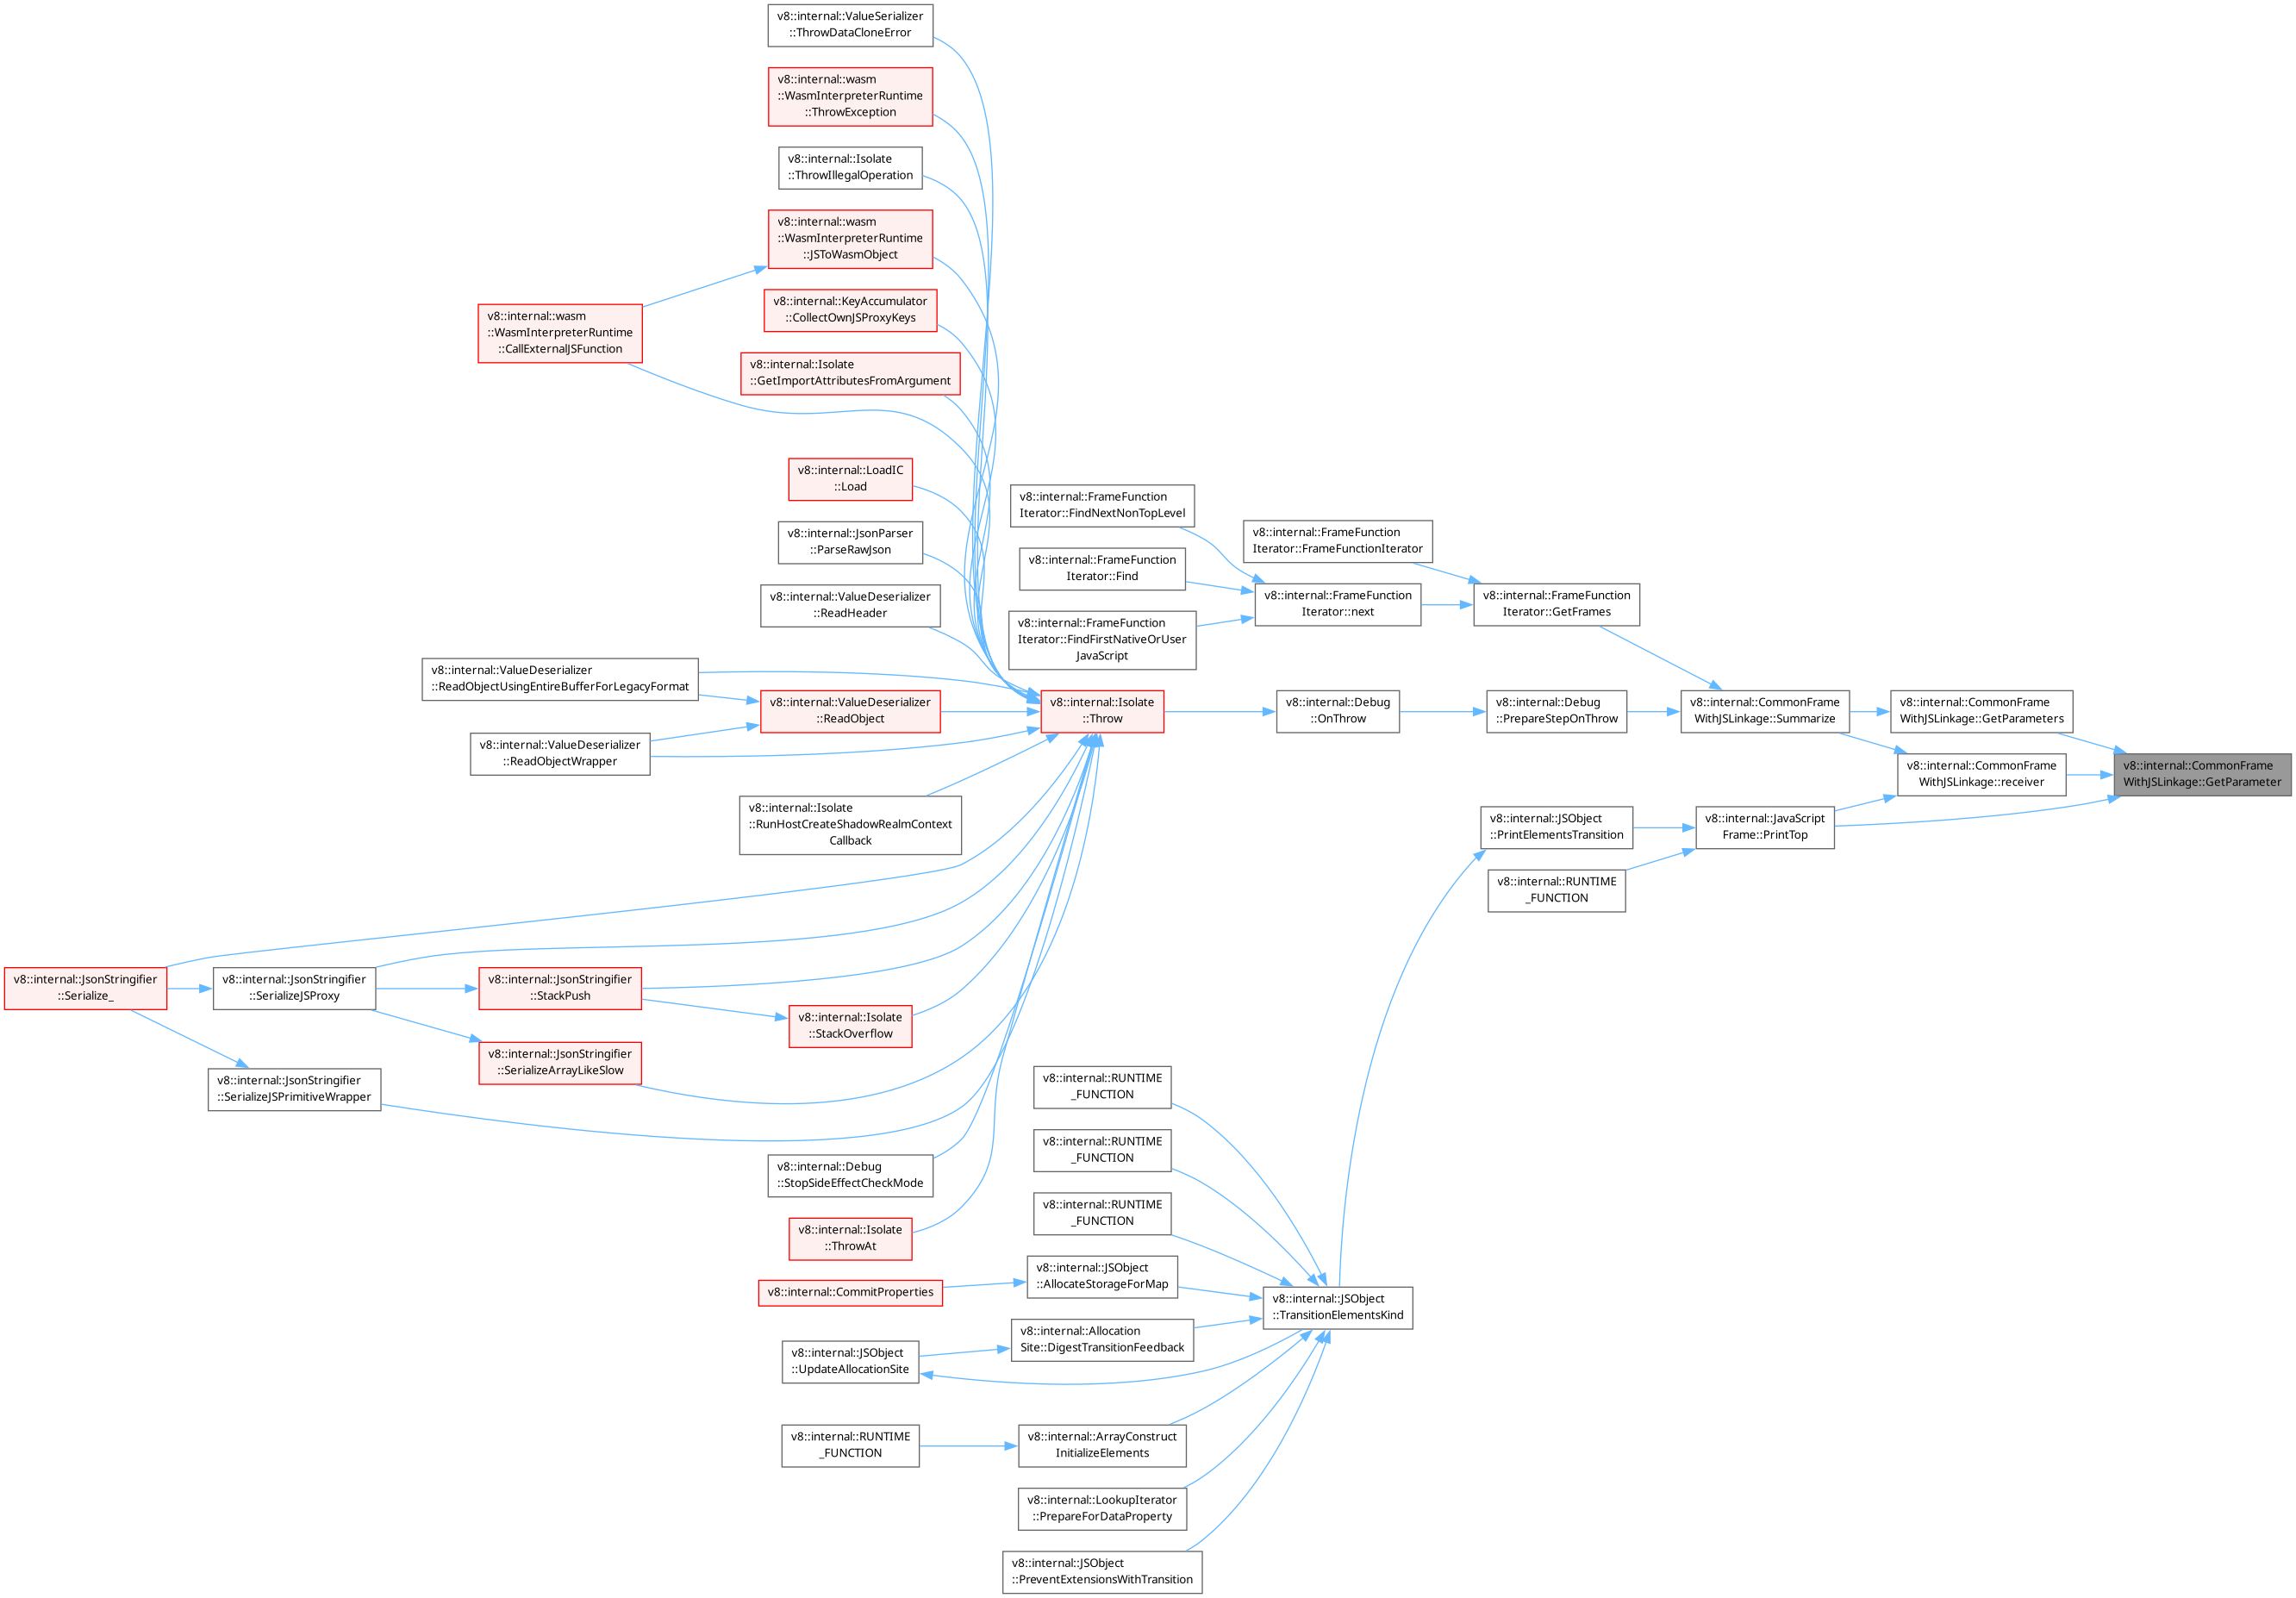 v8::internal::ValueSerializer
::ThrowDataCloneError
v8::internal::wasm
::WasmInterpreterRuntime
::ThrowException
v8::internal::Isolate
::ThrowIllegalOperation
v8::internal::wasm
::WasmInterpreterRuntime
::JSToWasmObject
v8::internal::KeyAccumulator
::CollectOwnJSProxyKeys
v8::internal::wasm
::WasmInterpreterRuntime
::CallExternalJSFunction
v8::internal::Isolate
::GetImportAttributesFromArgument
v8::internal::LoadIC
::Load
v8::internal::JsonParser
::ParseRawJson
v8::internal::ValueDeserializer
::ReadHeader
v8::internal::ValueDeserializer
::ReadObjectUsingEntireBufferForLegacyFormat
v8::internal::ValueDeserializer
::ReadObject
v8::internal::ValueDeserializer
::ReadObjectWrapper
v8::internal::Isolate
::RunHostCreateShadowRealmContext
Callback
v8::internal::FrameFunction
Iterator::FindNextNonTopLevel
v8::internal::FrameFunction
Iterator::Find
v8::internal::FrameFunction
Iterator::FindFirstNativeOrUser
JavaScript
v8::internal::FrameFunction
Iterator::FrameFunctionIterator
v8::internal::FrameFunction
Iterator::next
v8::internal::FrameFunction
Iterator::GetFrames
v8::internal::Isolate
::Throw
v8::internal::Debug
::OnThrow
v8::internal::Debug
::PrepareStepOnThrow
v8::internal::CommonFrame
WithJSLinkage::Summarize
v8::internal::CommonFrame
WithJSLinkage::GetParameters
v8::internal::CommonFrame
WithJSLinkage::receiver
v8::internal::CommonFrame
WithJSLinkage::GetParameter
v8::internal::JSObject
::PrintElementsTransition
v8::internal::JavaScript
Frame::PrintTop
v8::internal::RUNTIME
_FUNCTION
v8::internal::JsonStringifier
::Serialize_
v8::internal::JsonStringifier
::SerializeJSProxy
v8::internal::JsonStringifier
::StackPush
v8::internal::Isolate
::StackOverflow
v8::internal::JsonStringifier
::SerializeArrayLikeSlow
v8::internal::JsonStringifier
::SerializeJSPrimitiveWrapper
v8::internal::Debug
::StopSideEffectCheckMode
v8::internal::Isolate
::ThrowAt
v8::internal::RUNTIME
_FUNCTION
v8::internal::RUNTIME
_FUNCTION
v8::internal::RUNTIME
_FUNCTION
v8::internal::JSObject
::AllocateStorageForMap
v8::internal::CommitProperties
v8::internal::JSObject
::TransitionElementsKind
v8::internal::Allocation
Site::DigestTransitionFeedback
v8::internal::JSObject
::UpdateAllocationSite
v8::internal::RUNTIME
_FUNCTION
v8::internal::ArrayConstruct
InitializeElements
v8::internal::LookupIterator
::PrepareForDataProperty
v8::internal::JSObject
::PreventExtensionsWithTransition